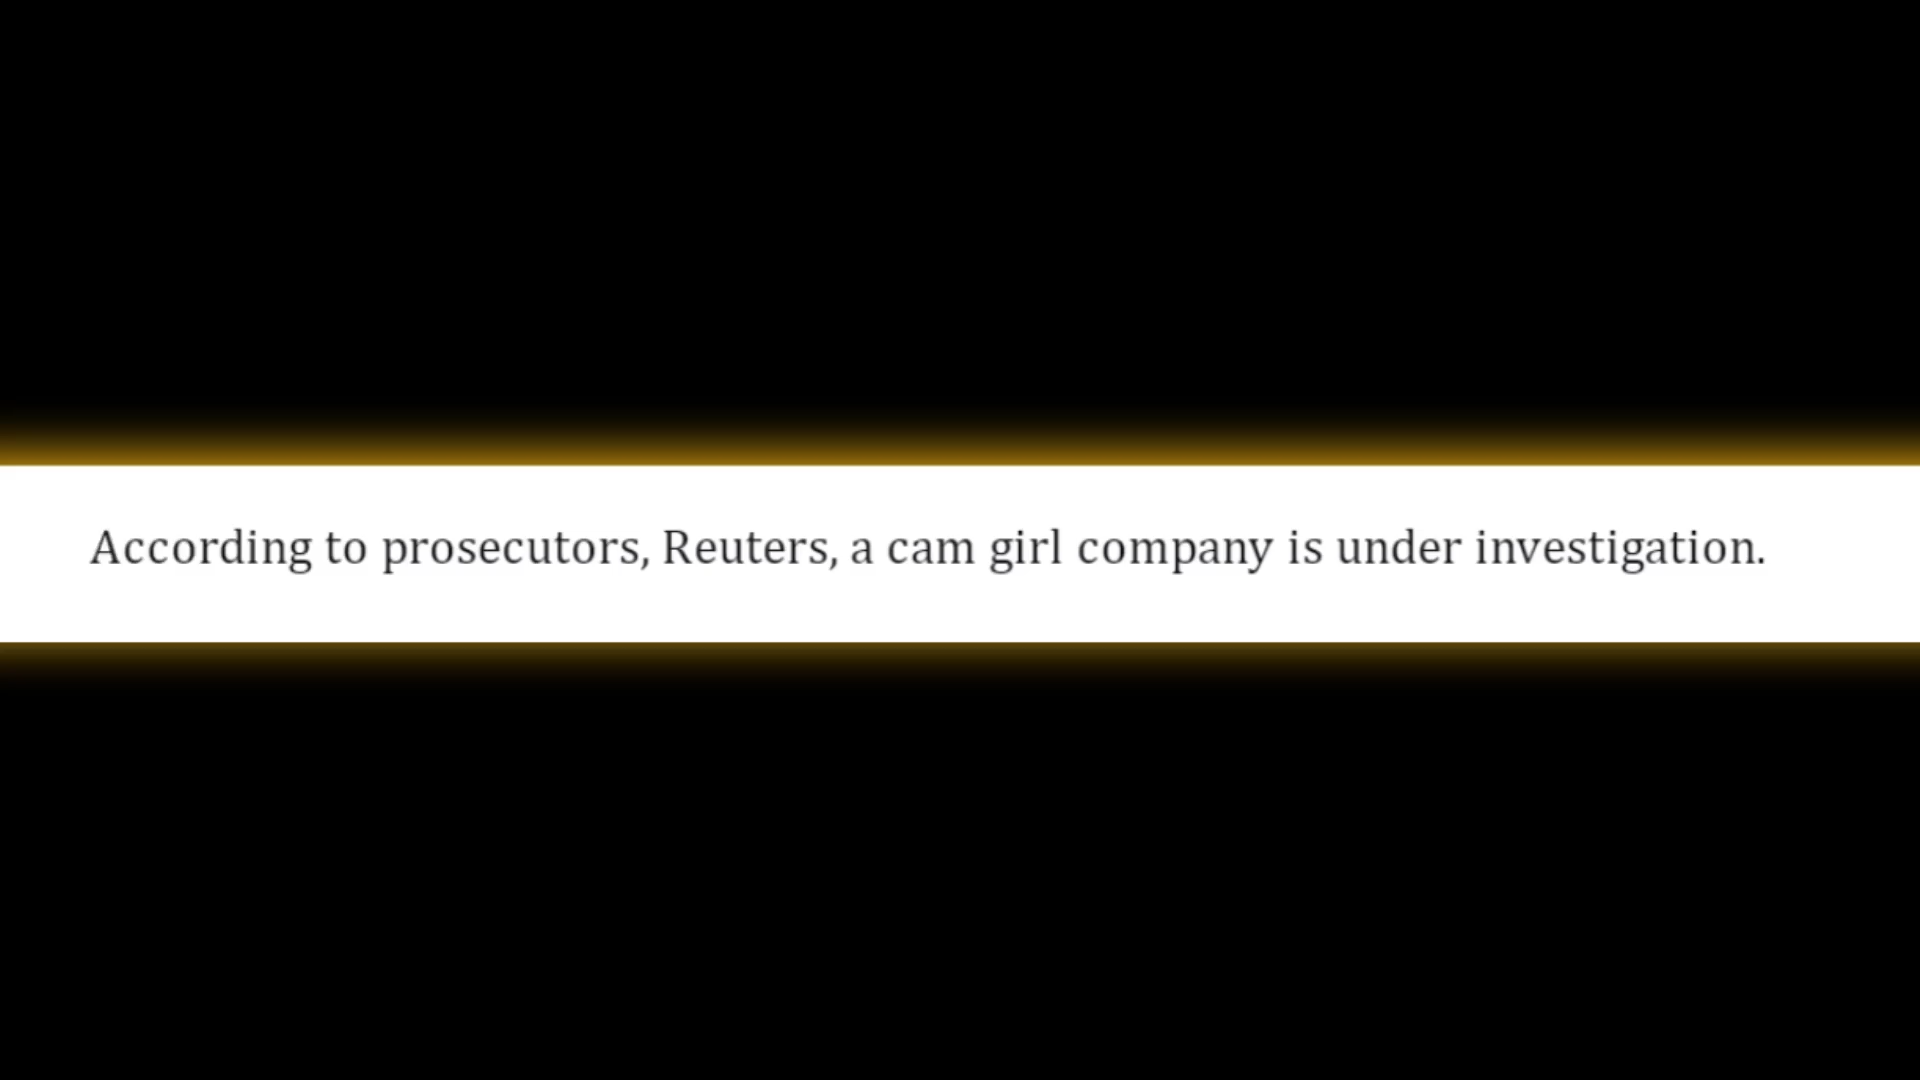 According to prosecutors, Reuters, a cam girl company is under investigation.